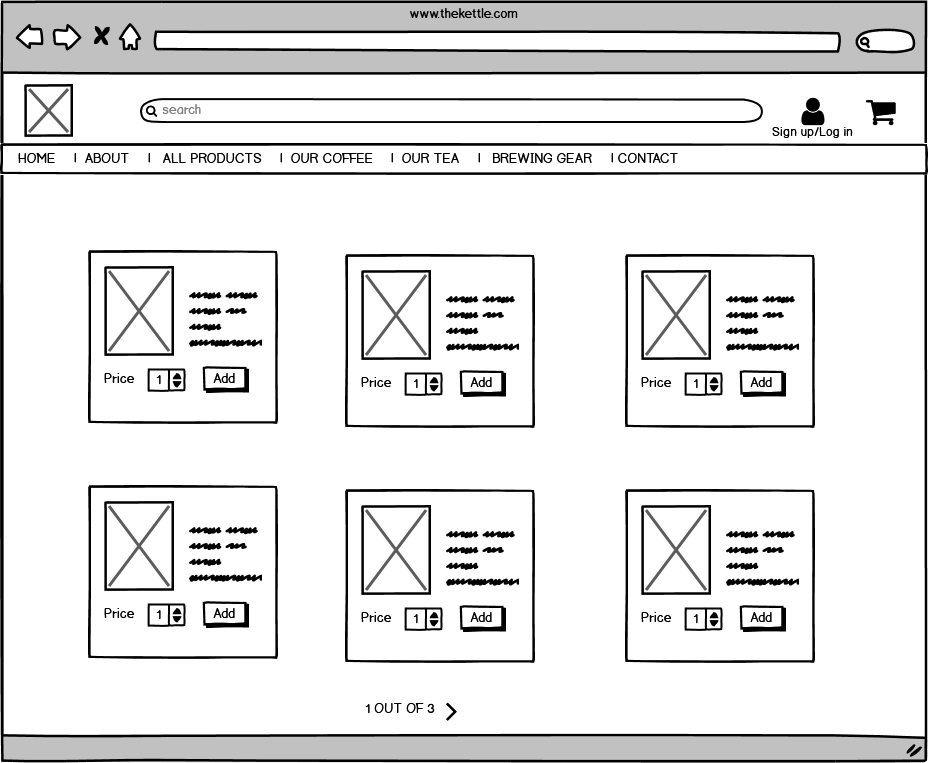 www.thekettle.com
search
Sign up/Log in
HOME | ABOUT | ALL PRODUCTS | OUR COFFEE | OUR TEA | BREWING GEAR | CONTACT
Price 1 Add
Price 1 Add
Price 1 Add
Price 1 Add
Price 1 Add
Price 1 Add
1 OUT OF 3